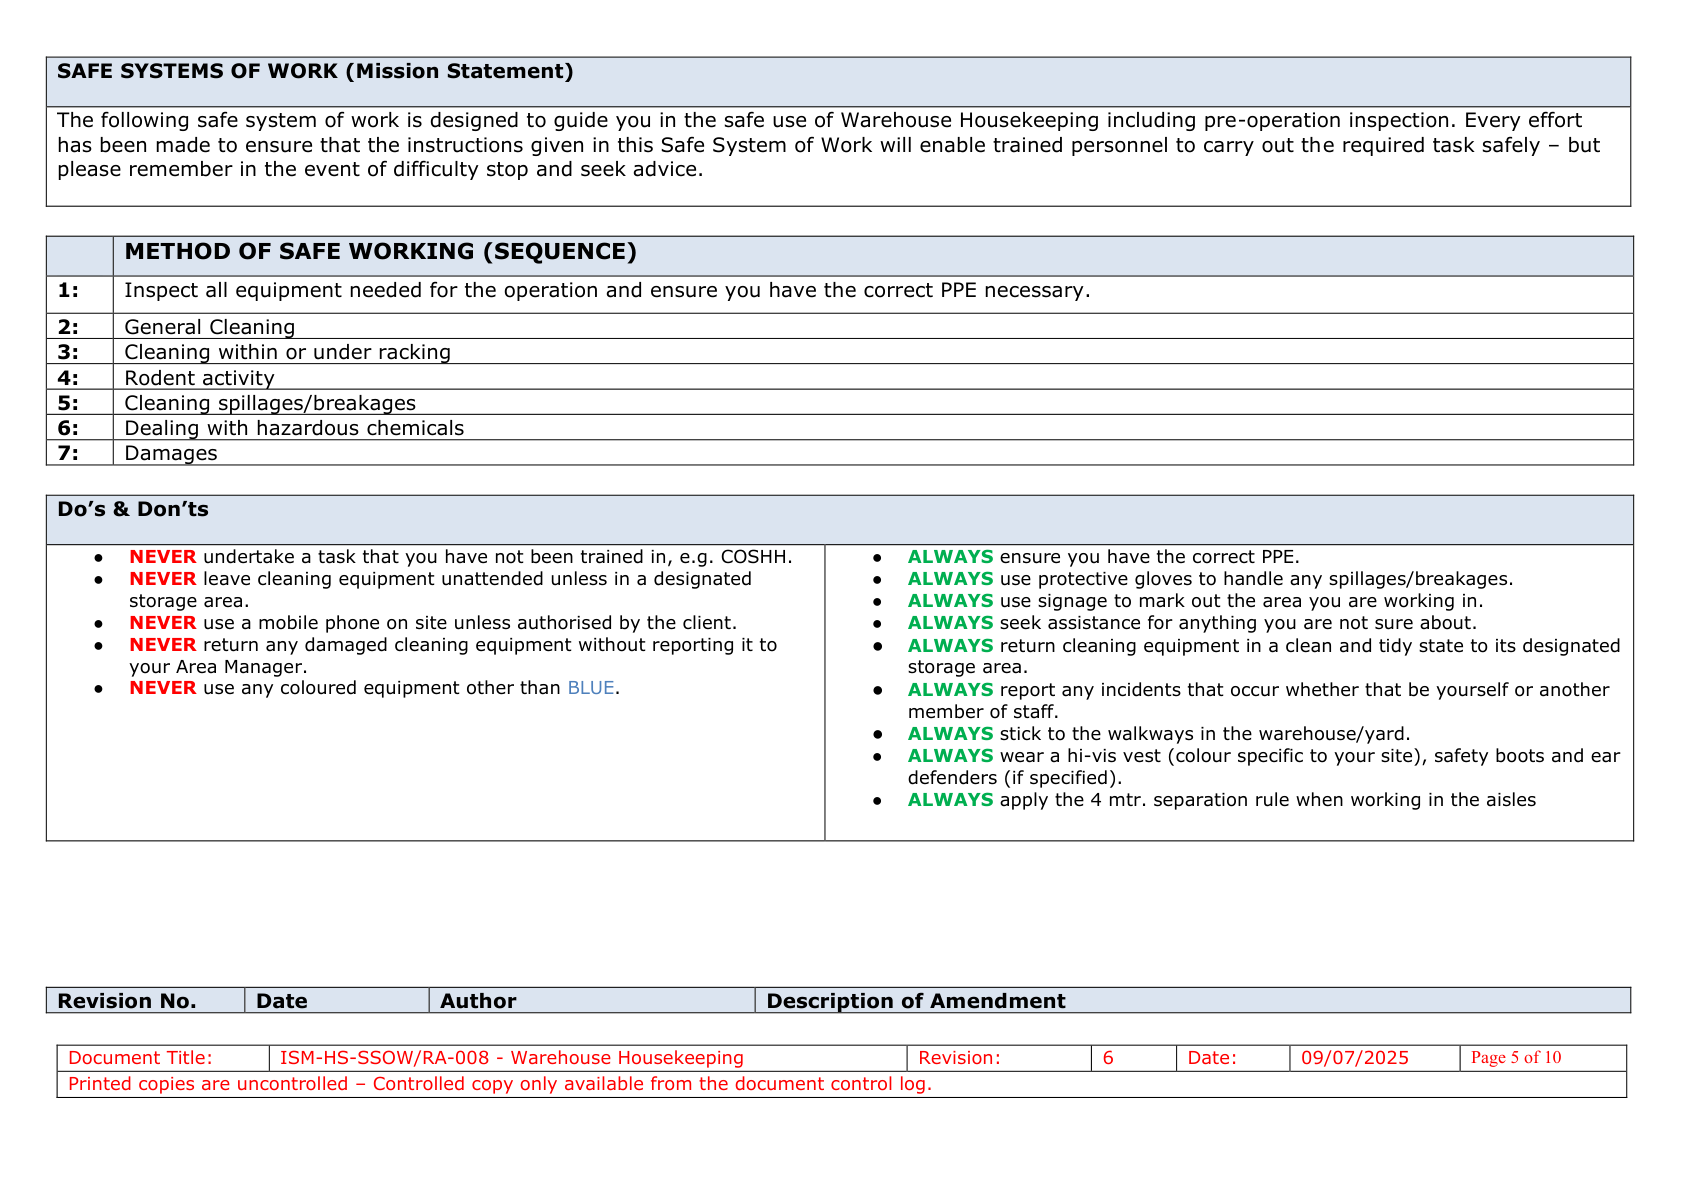 SAFE SYSTEMS OF WORK (Mission Statement)
The following safe system of work is designed to guide you in the safe use of Warehouse Housekeeping including pre-operation inspection. Every effort
has been made to ensure that the instructions given in this Safe System of Work will enable trained personnel to carry out the required task safely – but
please remember in the event of difficulty stop and seek advice.
METHOD OF SAFE WORKING (SEQUENCE)
1: Inspect all equipment needed for the operation and ensure you have the correct PPE necessary.
2: General Cleaning
3: Cleaning within or under racking
4: Rodent activity
5: Cleaning spillages/breakages
6: Dealing with hazardous chemicals
7: Damages
Do’s & Don’ts
● NEVER undertake a task that you have not been trained in, e.g. COSHH.
● NEVER leave cleaning equipment unattended unless in a designated
storage area.
● NEVER use a mobile phone on site unless authorised by the client.
● NEVER return any damaged cleaning equipment without reporting it to
your Area Manager.
● NEVER use any coloured equipment other than BLUE.
● ALWAYS ensure you have the correct PPE.
● ALWAYS use protective gloves to handle any spillages/breakages.
● ALWAYS use signage to mark out the area you are working in.
● ALWAYS seek assistance for anything you are not sure about.
● ALWAYS return cleaning equipment in a clean and tidy state to its designated
storage area.
● ALWAYS report any incidents that occur whether that be yourself or another
member of staff.
● ALWAYS stick to the walkways in the warehouse/yard.
● ALWAYS wear a hi-vis vest (colour specific to your site), safety boots and ear
defenders (if specified).
● ALWAYS apply the 4 mtr. separation rule when working in the aisles
Revision No. Date Author Description of Amendment
Document Title: ISM-HS-SSOW/RA-008 - Warehouse Housekeeping Revision: 6 Date: 09/07/2025 Page 5 of 10
Printed copies are uncontrolled – Controlled copy only available from the document control log.